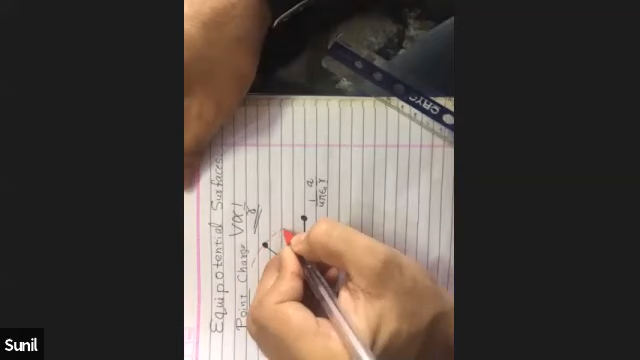 Equipotential Surfaces
Point Charge V∝1/r
1/4πε₀ Q/r
Sunil